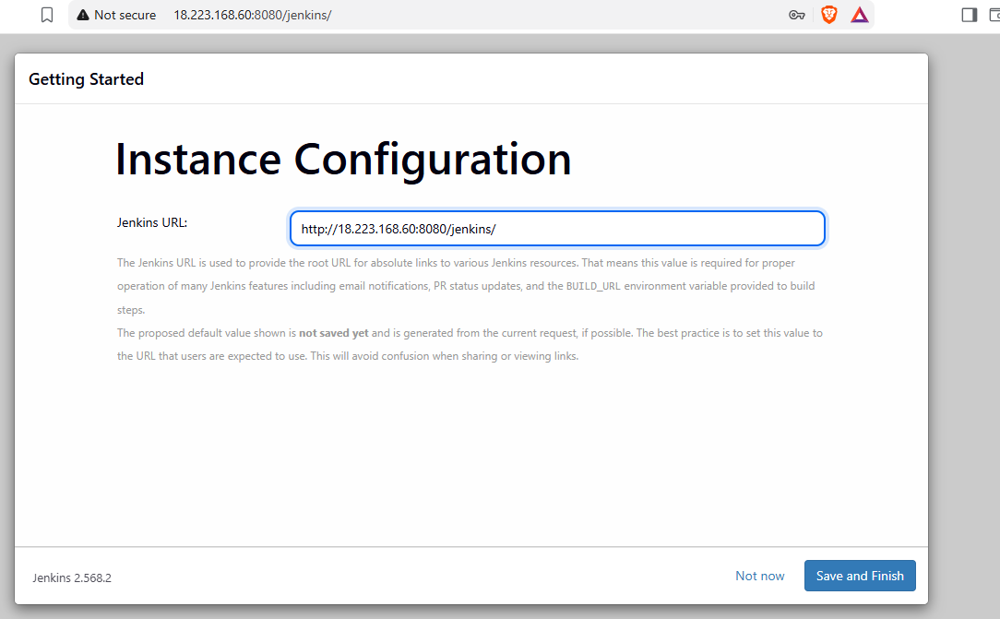 Not secure 18.223.168.60:8080/jenkins/
Getting Started
Instance Configuration
Jenkins URL:
http://18.223.168.60:8080/jenkins/
The Jenkins URL is used to provide the root URL for absolute links to various Jenkins resources. That means this value is required for proper
operation of many Jenkins features including email notifications, PR status updates, and the BUILD_URL environment variable provided to build
steps.
The proposed default value shown is not saved yet and is generated from the current request, if possible. The best practice is to set this value to
the URL that users are expected to use. This will avoid confusion when sharing or viewing links.
Jenkins 2.568.2
Not now
Save and Finish